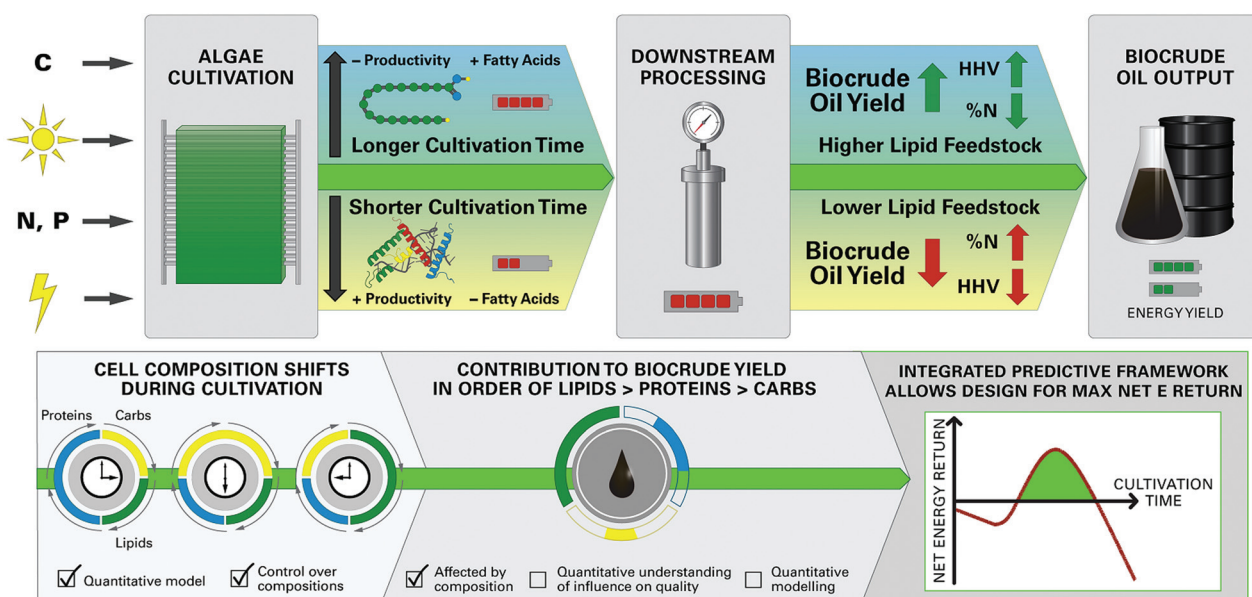 C
N, P
ALGAE
CULTIVATION
– Productivity + Fatty Acids
Longer Cultivation Time
Shorter Cultivation Time
+ Productivity – Fatty Acids
DOWNSTREAM
PROCESSING
Biocrude
Oil Yield
HHV
%N
Higher Lipid Feedstock
Lower Lipid Feedstock
Biocrude
Oil Yield
%N
HHV
BIOCRUDE
OIL OUTPUT
ENERGY YIELD
CELL COMPOSITION SHIFTS
DURING CULTIVATION
Proteins Carbs
Lipids
Quantitative model
Control over
compositions
CONTRIBUTION TO BIOCRUDE YIELD
IN ORDER OF LIPIDS > PROTEINS > CARBS
Affected by
composition
Quantitative understanding
of influence on quality
Quantitative
modelling
INTEGRATED PREDICTIVE FRAMEWORK
ALLOWS DESIGN FOR MAX NET E RETURN
NET ENERGY RETURN
CULTIVATION
TIME